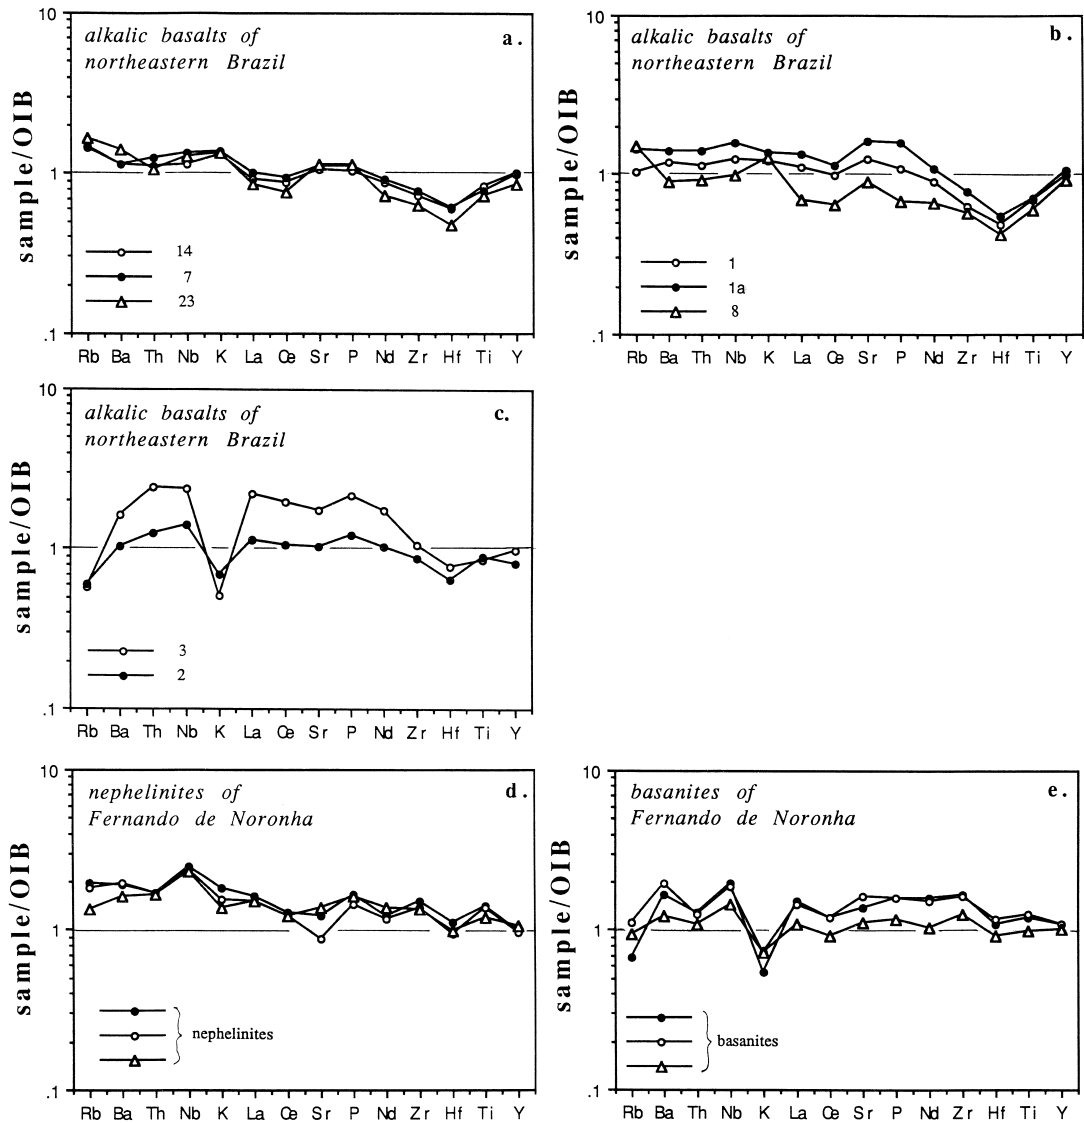 10
alkalic basalts of
northeastern Brazil
a.
sample/OIB
1
14
7
23
.1
Rb Ba Th Nb K La Ce Sr P Nd Zr Hf Ti Y
10
alkalic basalts of
northeastern Brazil
b.
sample/OIB
1
1
1a
8
.1
Rb Ba Th Nb K La Ce Sr P Nd Zr Hf Ti Y
10
alkalic basalts of
northeastern Brazil
c.
sample/OIB
1
3
2
.1
Rb Ba Th Nb K La Ce Sr P Nd Zr Hf Ti Y
10
nephelinites of
Fernando de Noronha
d.
sample/OIB
1
nephelinites
.1
Rb Ba Th Nb K La Ce Sr P Nd Zr Hf Ti Y
10
basanites of
Fernando de Noronha
e.
sample/OIB
1
basanites
.1
Rb Ba Th Nb K La Ce Sr P Nd Zr Hf Ti Y